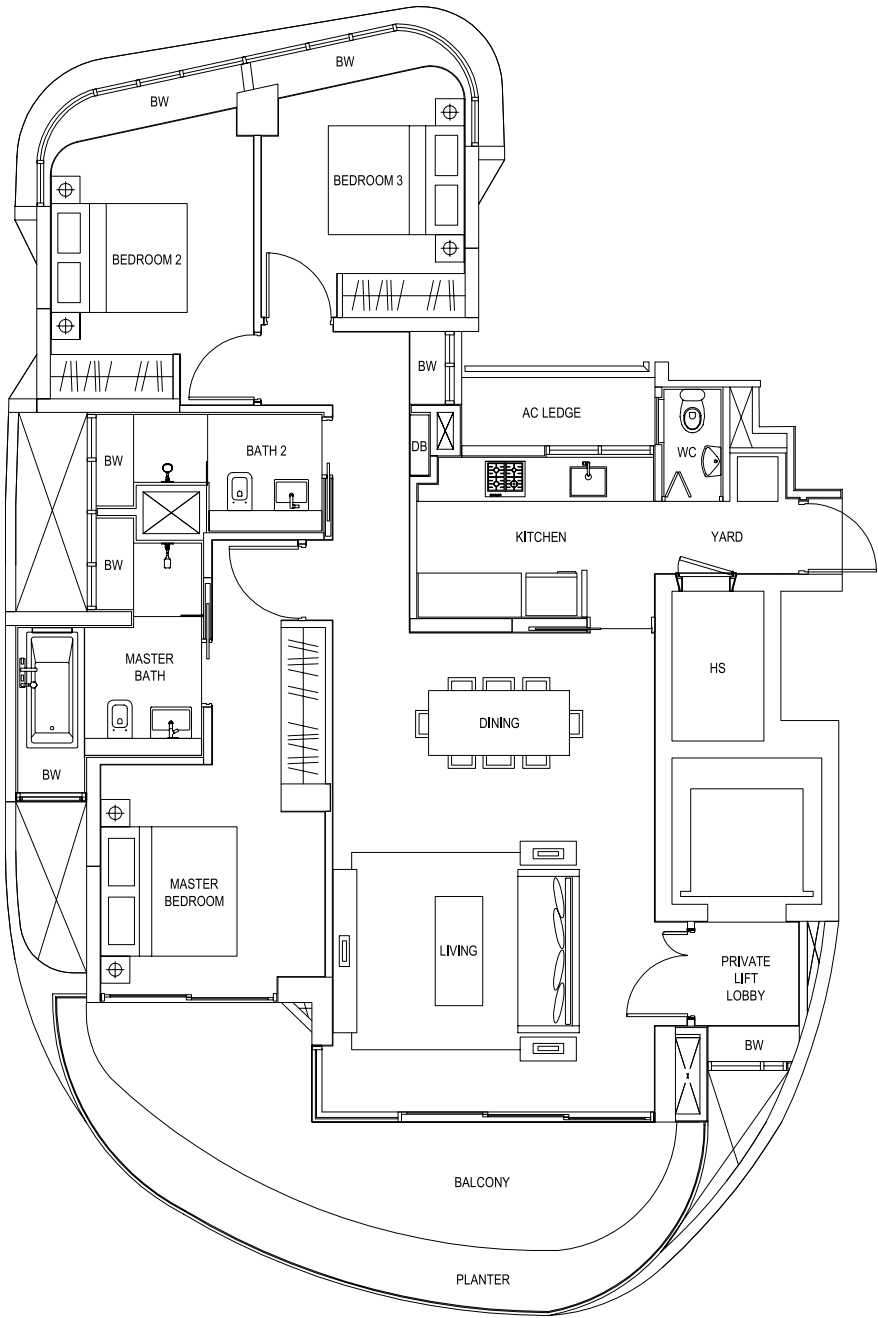 BW
BW
BEDROOM 3
BEDROOM 2
BW
AC LEDGE
DB
WC
BATH 2
BW
KITCHEN
YARD
BW
MASTER
BATH
HS
DINING
BW
MASTER
BEDROOM
LIVING
PRIVATE
LIFT
LOBBY
BW
BALCONY
PLANTER